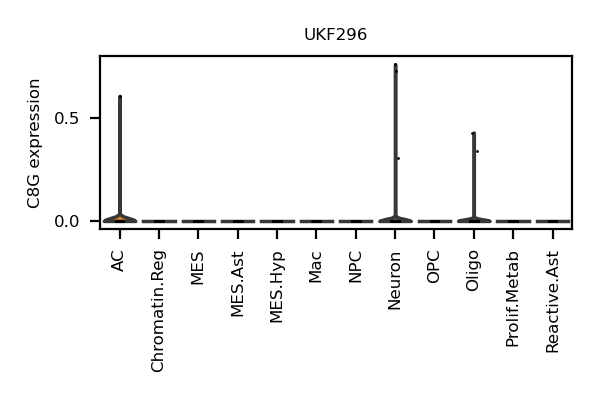 UKF296
C8G expression
0.5
0.0
AC
Chromatin.Reg
MES
MES.Ast
MES.Hyp
Mac
NPC
Neuron
OPC
Oligo
Prolif.Metab
Reactive.Ast